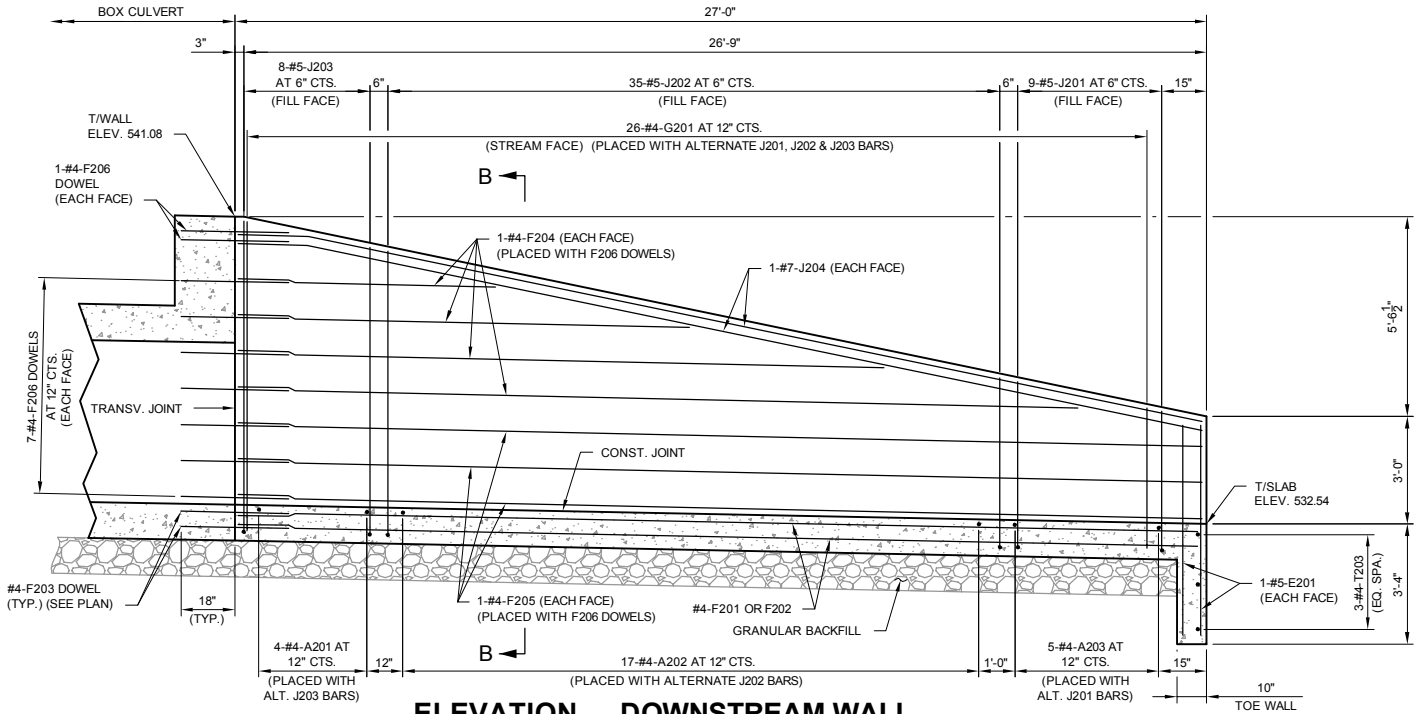 BOX CULVERT
27'-0"
3"
26'-9"
8-#5-J203
AT 6" CTS.
(FILL FACE)
6"
35-#5-J202 AT 6" CTS.
(FILL FACE)
6"
9-#5-J201 AT 6" CTS.
(FILL FACE)
15"
T/WALL
ELEV. 541.08
26-#4-G201 AT 12" CTS.
(STREAM FACE) (PLACED WITH ALTERNATE J201, J202 & J203 BARS)
1-#4-F206
DOWEL
(EACH FACE)
B
1-#4-F204 (EACH FACE)
(PLACED WITH F206 DOWELS)
1-#7-J204 (EACH FACE)
5'-6 1/2"
7-#4-F206 DOWELS
AT 12" CTS.
(EACH FACE)
TRANSV. JOINT
CONST. JOINT
3'-0"
T/SLAB
ELEV. 532.54
#4-F203 DOWEL
(TYP.) (SEE PLAN)
18"
(TYP.)
1-#4-F205 (EACH FACE)
(PLACED WITH F206 DOWELS)
#4-F201 OR F202
GRANULAR BACKFILL
3-#4-T203
(EQ. SPA.)
3'-4"
1-#5-E201
(EACH FACE)
B
4-#4-A201 AT
12" CTS.
(PLACED WITH
ALT. J203 BARS)
12"
17-#4-A202 AT 12" CTS.
(PLACED WITH ALTERNATE J202 BARS)
1'-0"
5-#4-A203 AT
12" CTS.
(PLACED WITH
ALT. J201 BARS)
15"
10"
TOE WALL